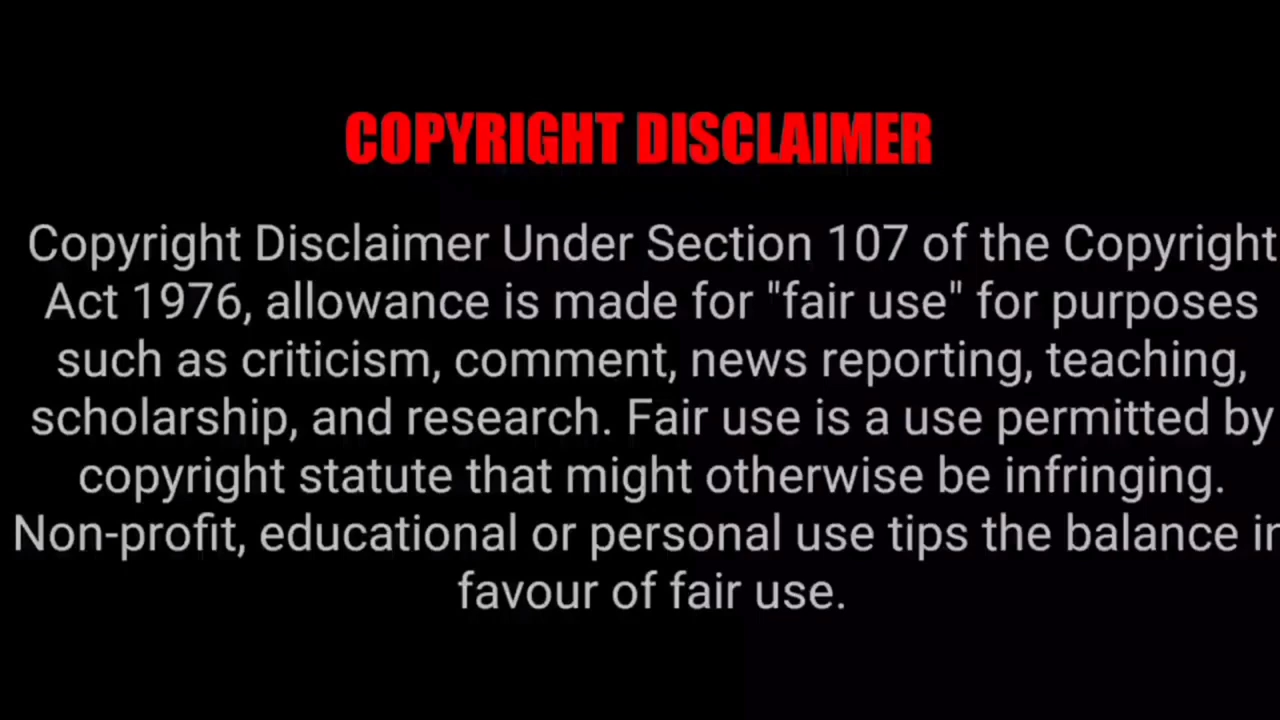 COPYRIGHT DISCLAIMER
Copyright Disclaimer Under Section 107 of the Copyright
Act 1976, allowance is made for "fair use" for purposes
such as criticism, comment, news reporting, teaching,
scholarship, and research. Fair use is a use permitted by
copyright statute that might otherwise be infringing.
Non-profit, educational or personal use tips the balance in
favour of fair use.